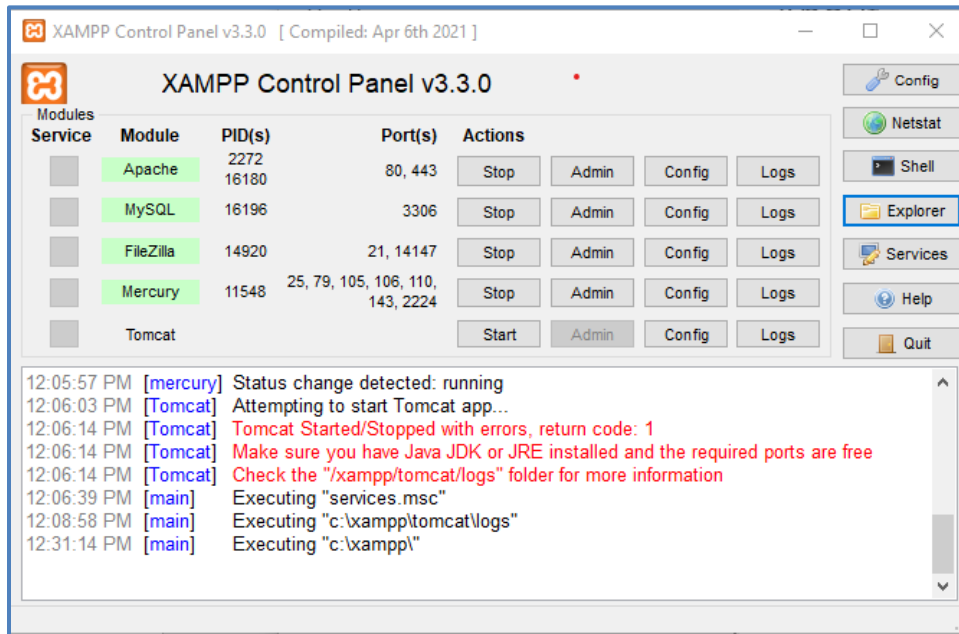 XAMPP Control Panel v3.3.0 [ Compiled: Apr 6th 2021 ]
XAMPP Control Panel v3.3.0
Config
Netstat
Shell
Explorer
Services
Help
Quit
Modules
Service Module PID(s) Port(s) Actions
Apache 2272 16180 80, 443 Stop Admin Config Logs
MySQL 16196 3306 Stop Admin Config Logs
FileZilla 14920 21, 14147 Stop Admin Config Logs
Mercury 11548 25, 79, 105, 106, 110, 143, 2224 Stop Admin Config Logs
Tomcat Start Admin Config Logs
12:05:57 PM [mercury] Status change detected: running
12:06:03 PM [Tomcat] Attempting to start Tomcat app...
12:06:14 PM [Tomcat] Tomcat Started/Stopped with errors, return code: 1
12:06:14 PM [Tomcat] Make sure you have Java JDK or JRE installed and the required ports are free
12:06:14 PM [Tomcat] Check the "/xampp/tomcat/logs" folder for more information
12:06:39 PM [main] Executing "services.msc"
12:08:58 PM [main] Executing "c:\xampp\tomcat\logs"
12:31:14 PM [main] Executing "c:\xampp\"